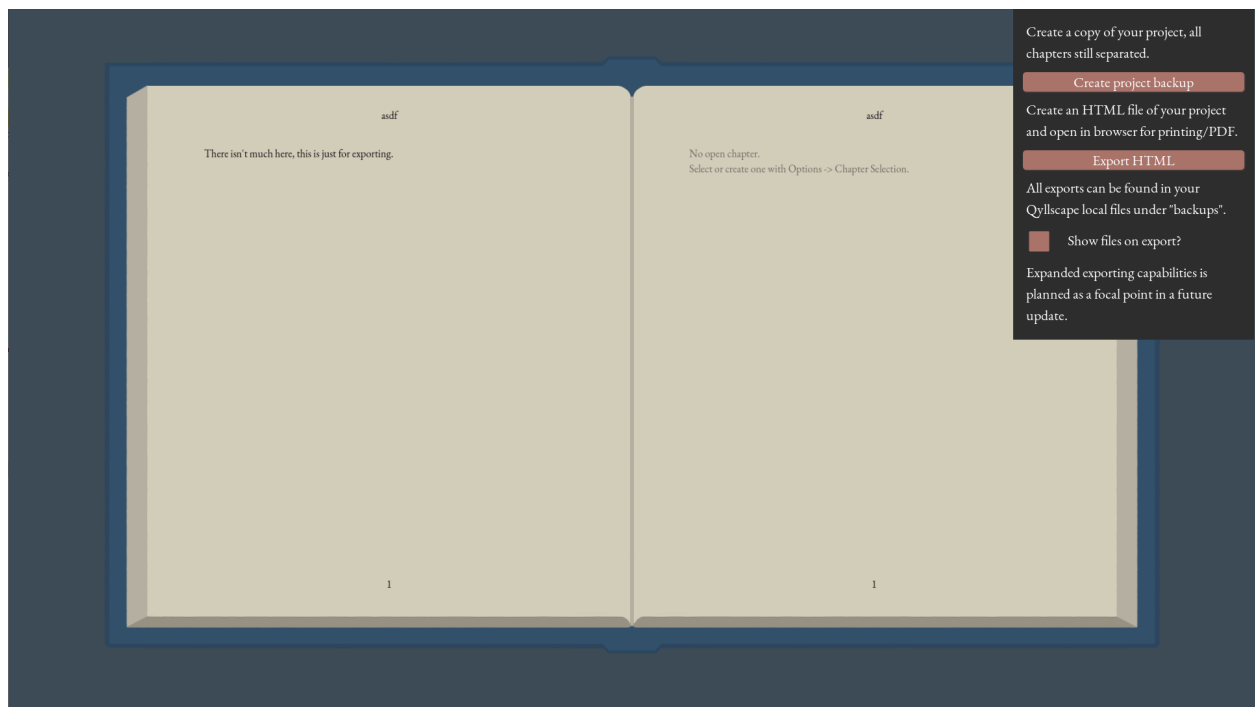 asdf
There isn't much here, this is just for exporting.
1
asdf
No open chapter.
Select or create one with Options -> Chapter Selection.
1
Create a copy of your project, all
chapters still separated.
Create project backup
Create an HTML file of your project
and open in browser for printing/PDF.
Export HTML
All exports can be found in your
Qyllscape local files under "backups".
Show files on export?
Expanded exporting capabilities is
planned as a focal point in a future
update.